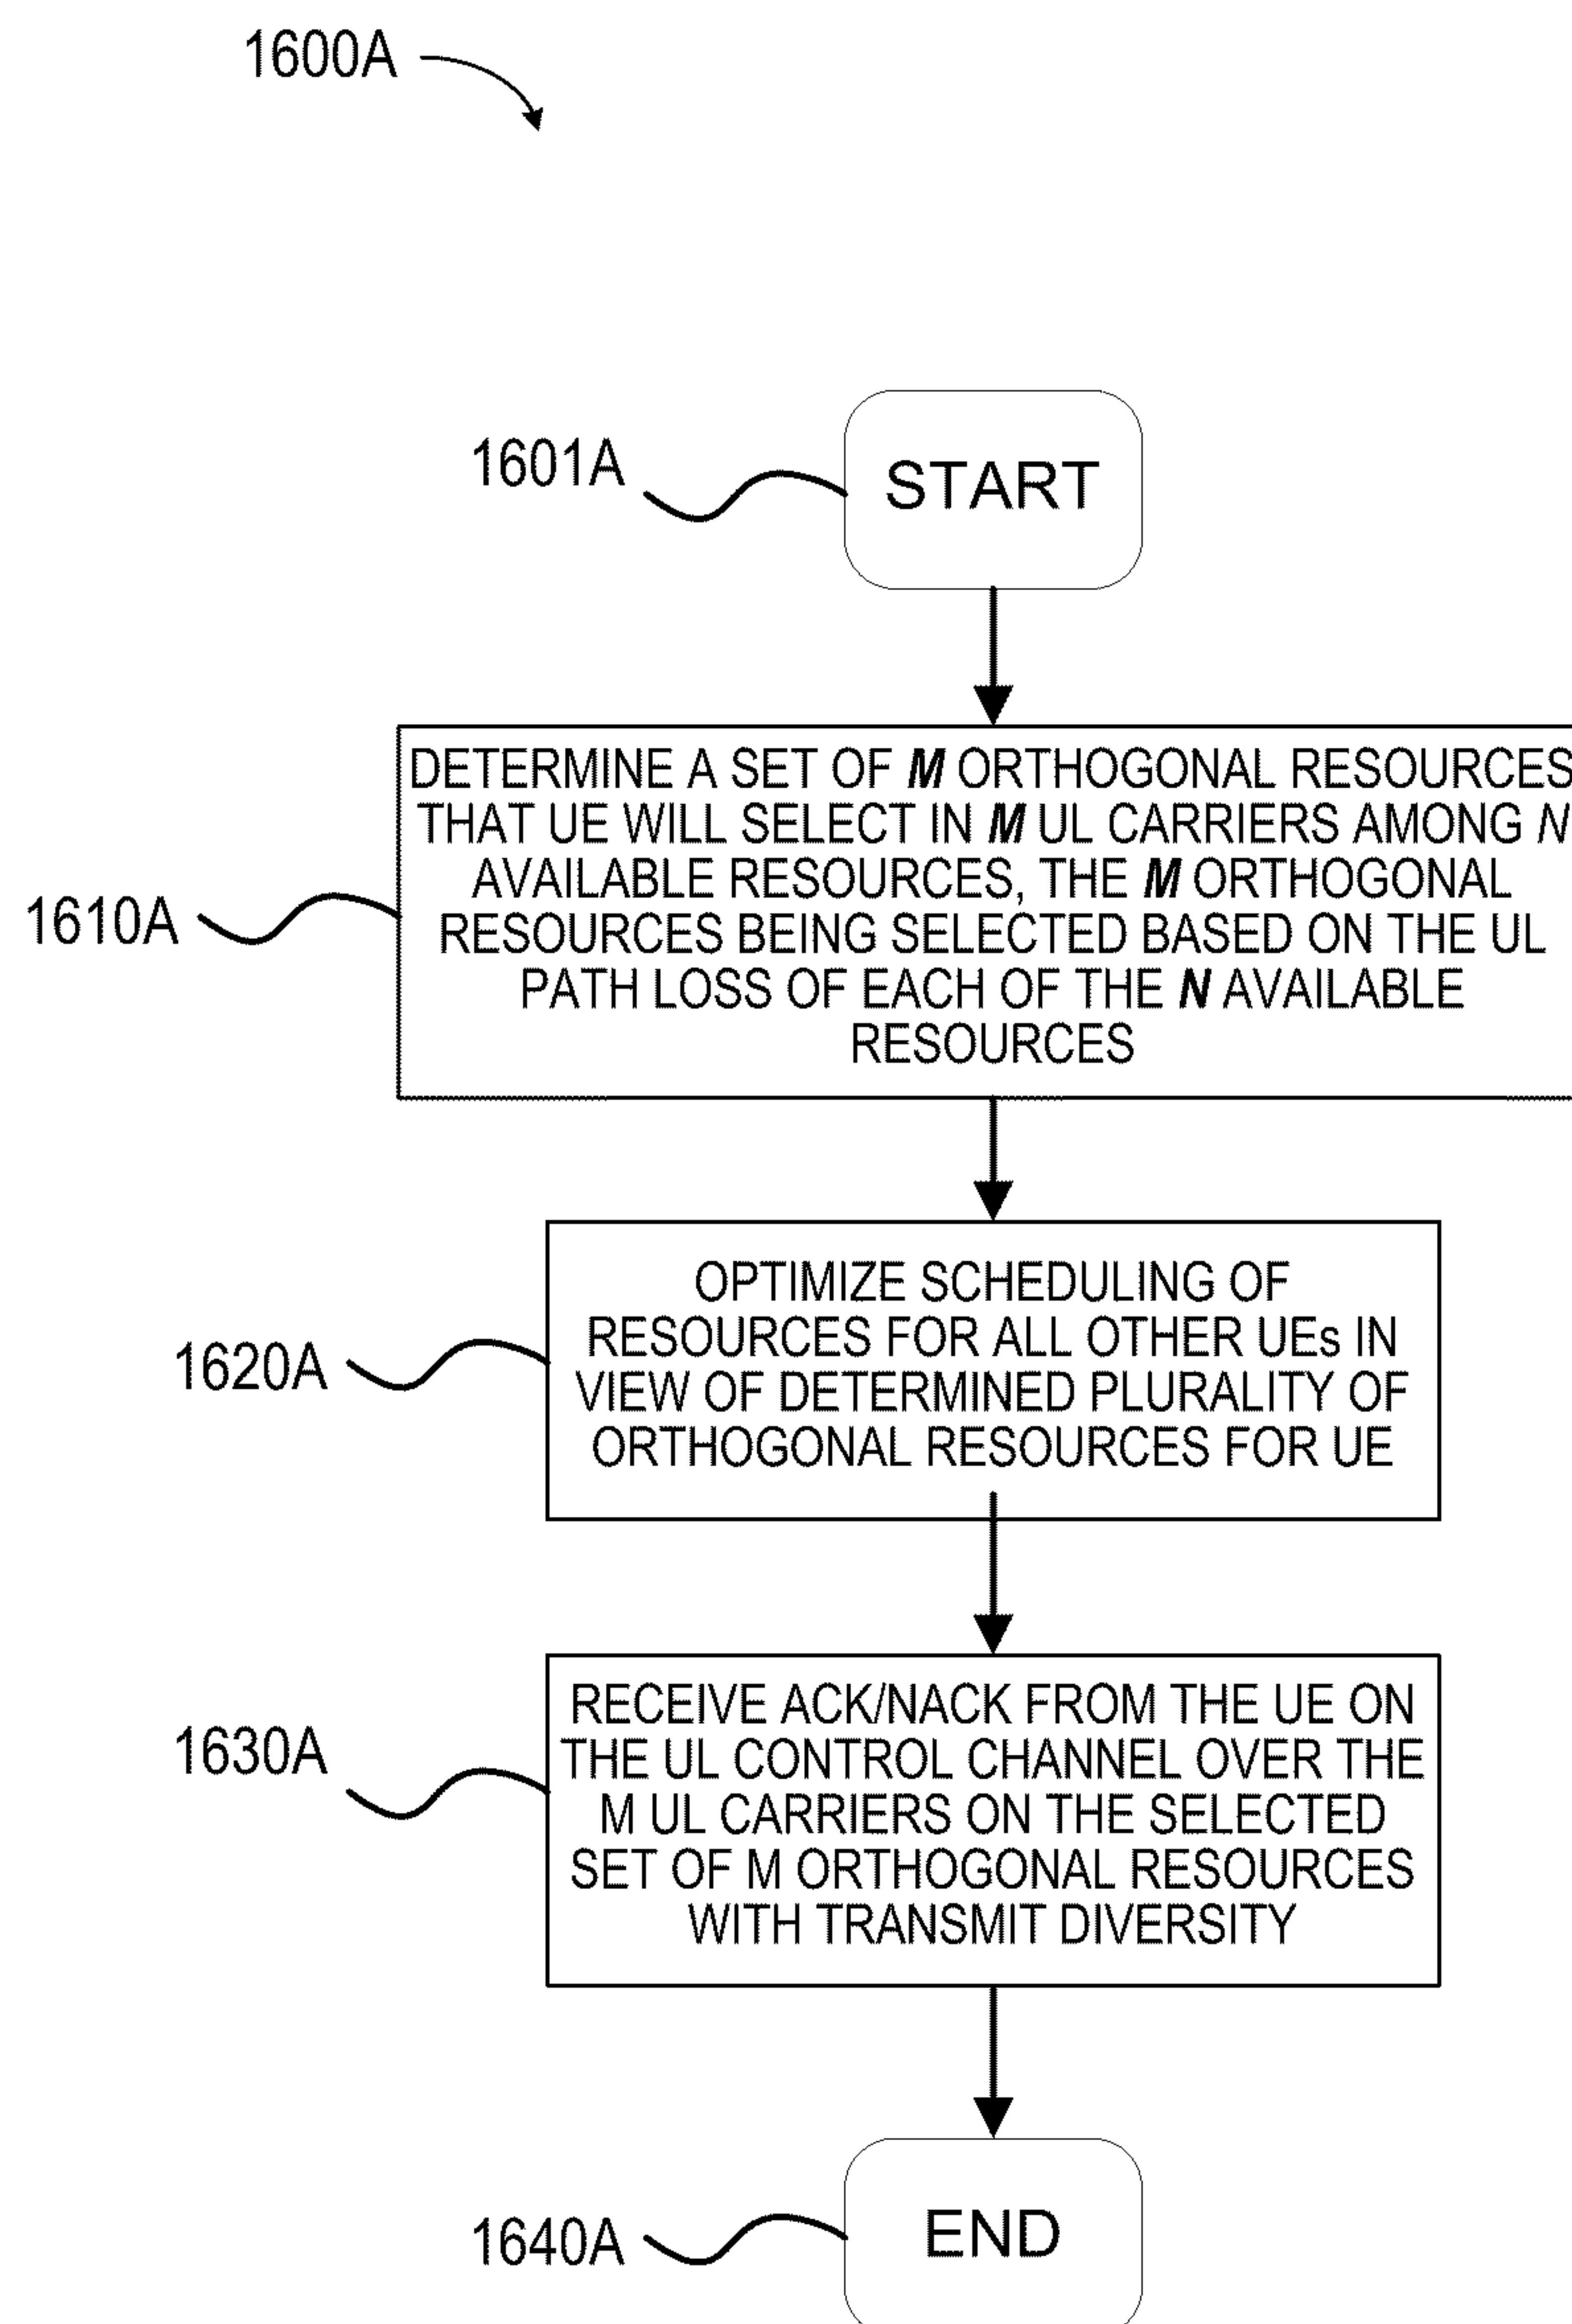 1600A
1601A
START
1610A
DETERMINE A SET OF M ORTHOGONAL RESOURCES
THAT UE WILL SELECT IN M UL CARRIERS AMONG N
AVAILABLE RESOURCES, THE M ORTHOGONAL
RESOURCES BEING SELECTED BASED ON THE UL
PATH LOSS OF EACH OF THE N AVAILABLE
RESOURCES
1620A
OPTIMIZE SCHEDULING OF
RESOURCES FOR ALL OTHER UEs IN
VIEW OF DETERMINED PLURALITY OF
ORTHOGONAL RESOURCES FOR UE
1630A
RECEIVE ACK/NACK FROM THE UE ON
THE UL CONTROL CHANNEL OVER THE
M UL CARRIERS ON THE SELECTED
SET OF M ORTHOGONAL RESOURCES
WITH TRANSMIT DIVERSITY
1640A
END